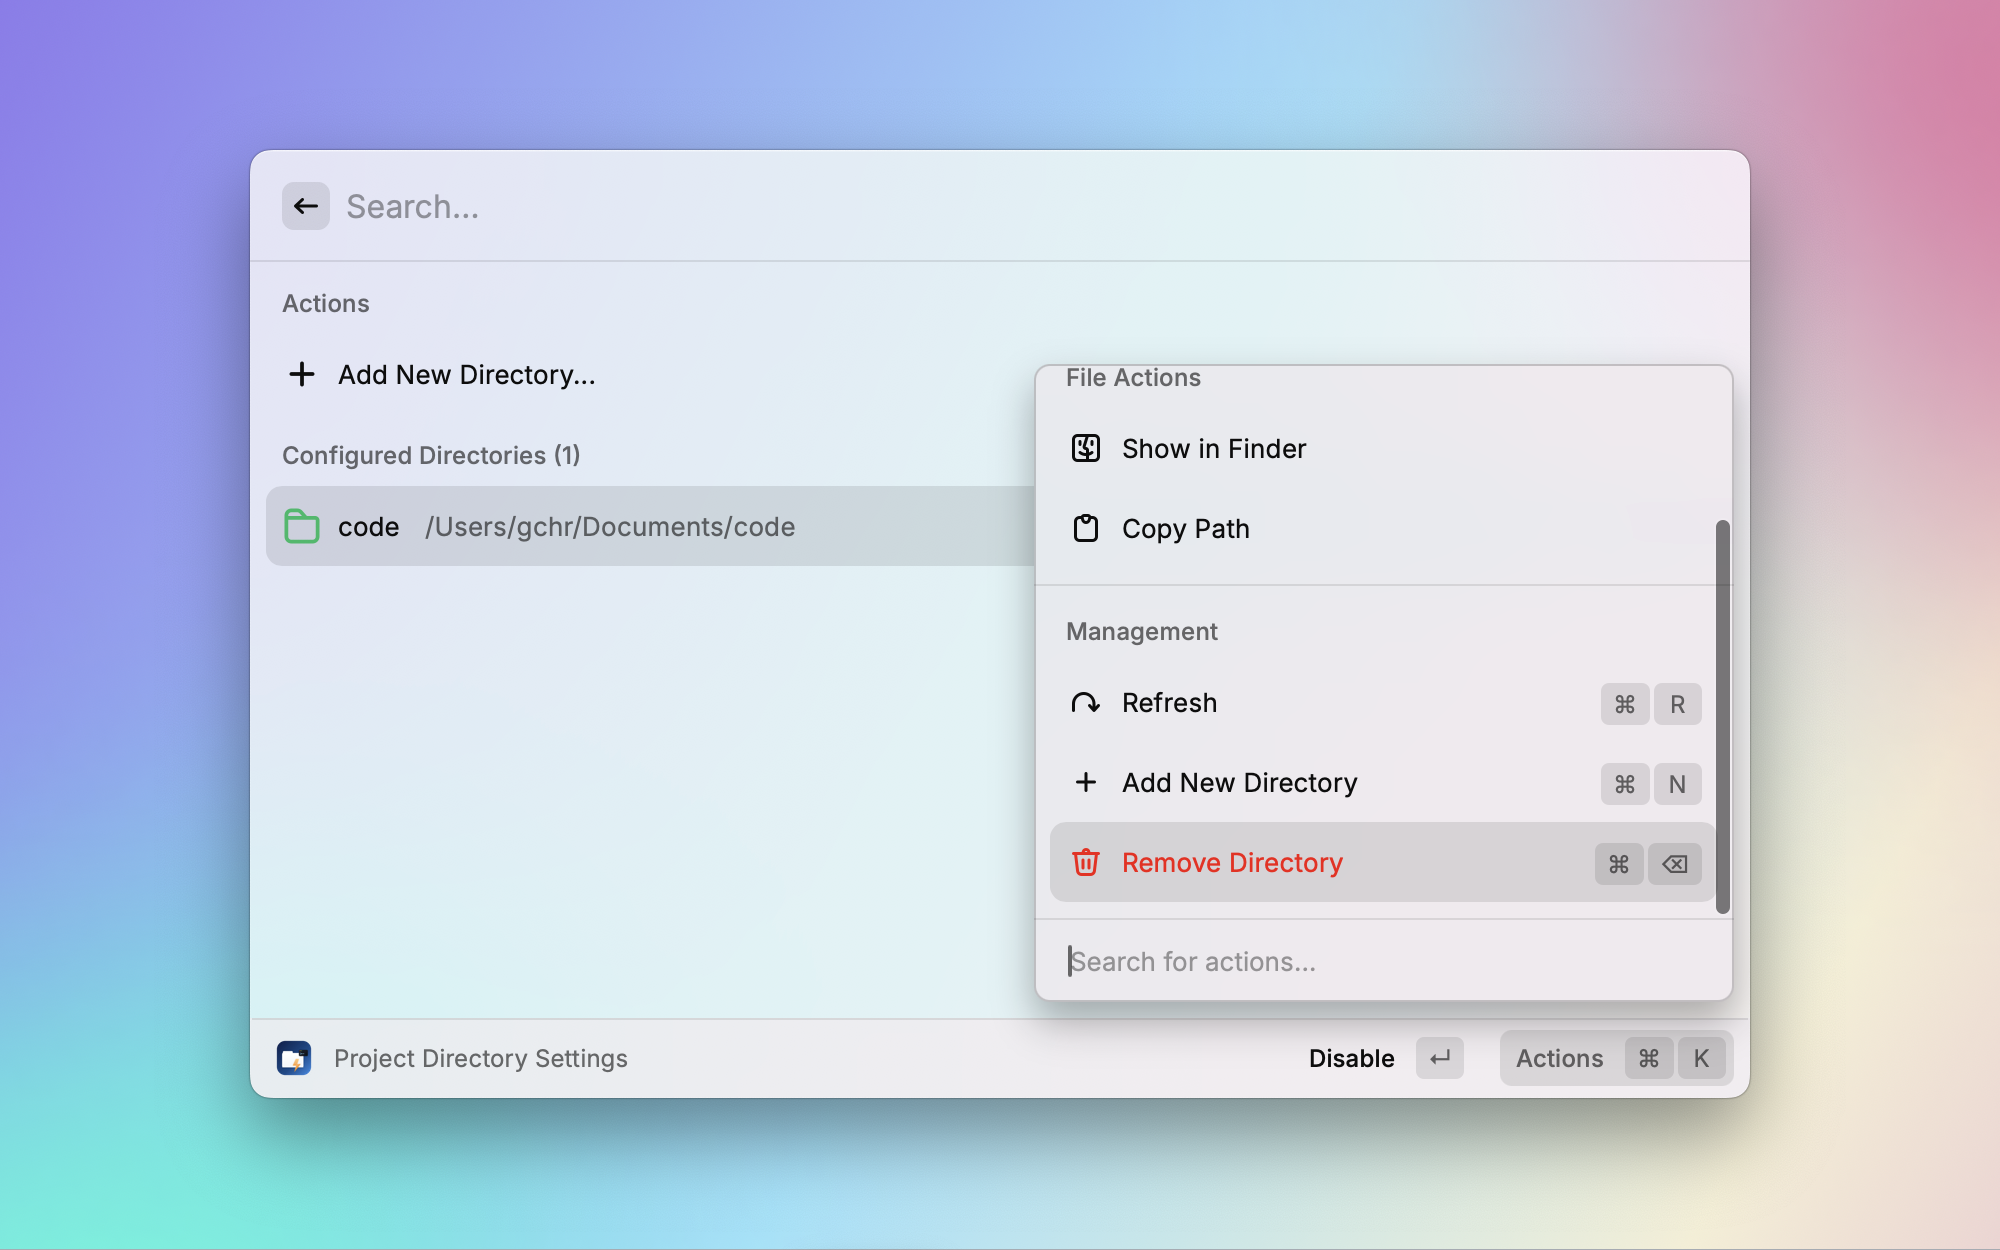 Search...
Actions
Add New Directory...
Configured Directories (1)
code /Users/gchr/Documents/code
File Actions
Show in Finder
Copy Path
Management
Refresh ⌘ R
Add New Directory ⌘ N
Remove Directory ⌘ ⌫
Search for actions...
Project Directory Settings
Disable ↵
Actions ⌘ K